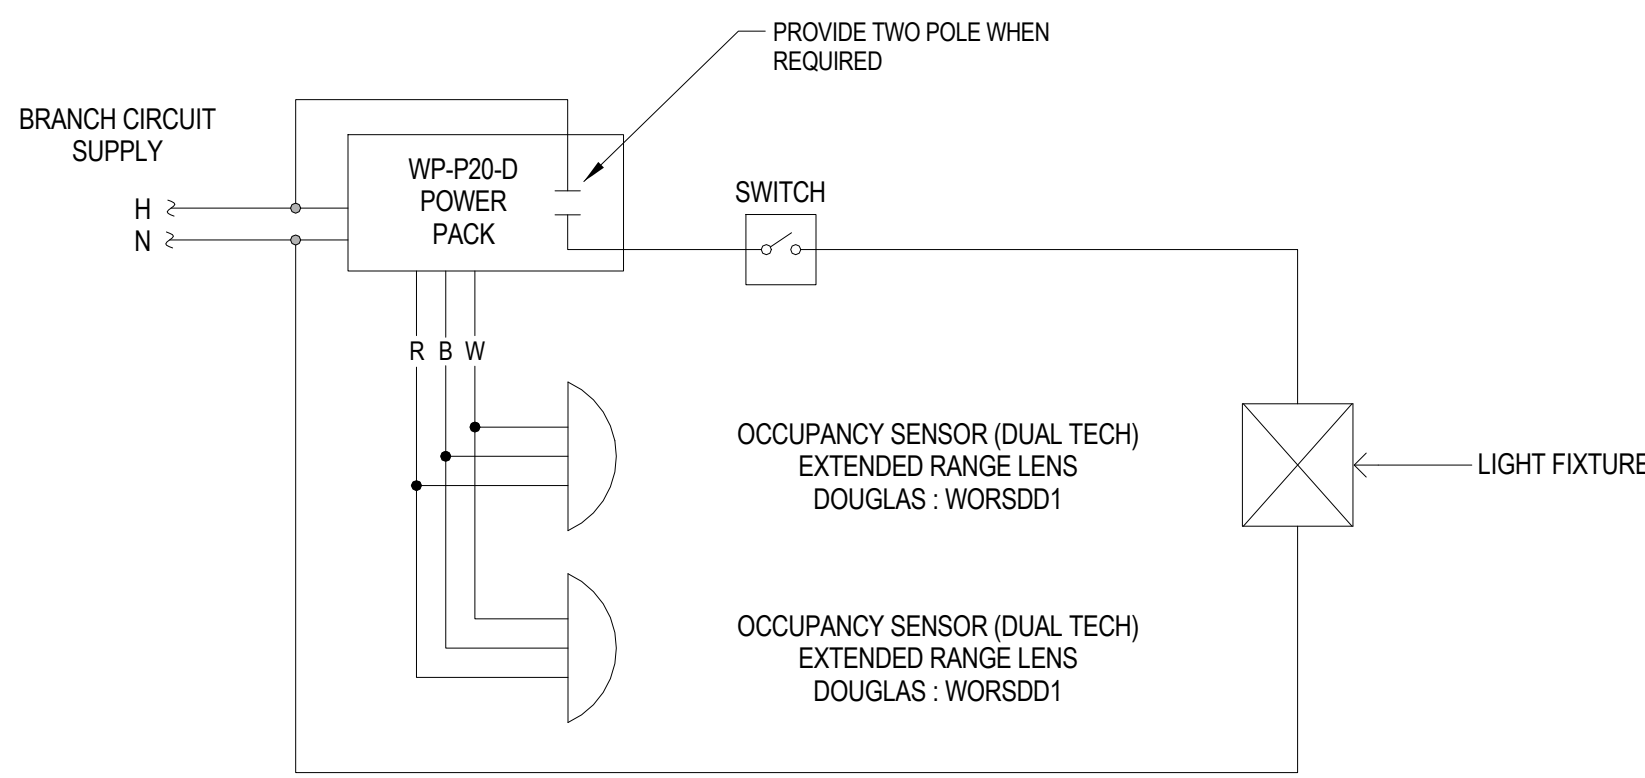 PROVIDE TWO POLE WHEN
REQUIRED
BRANCH CIRCUIT
SUPPLY
WP-P20-D
POWER
PACK
SWITCH
H
N
R B W
OCCUPANCY SENSOR (DUAL TECH)
EXTENDED RANGE LENS
DOUGLAS : WORSDD1
LIGHT FIXTURE
OCCUPANCY SENSOR (DUAL TECH)
EXTENDED RANGE LENS
DOUGLAS : WORSDD1